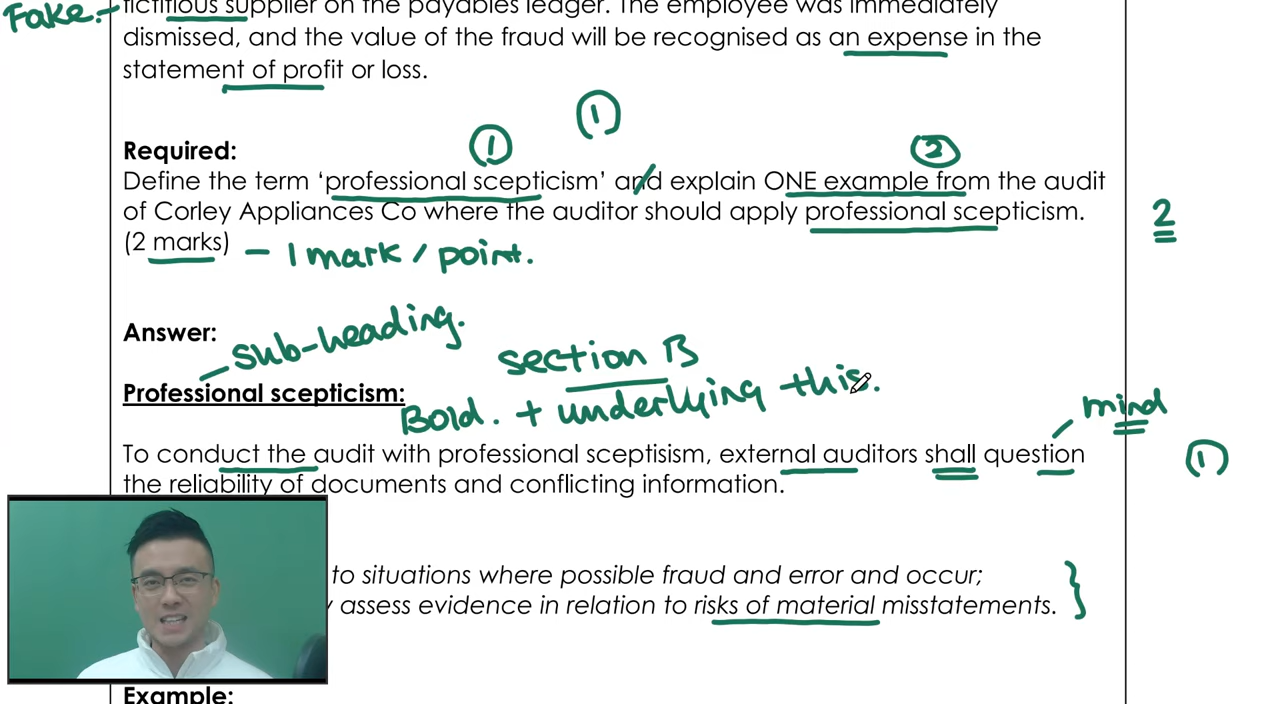 Fake. -
fictitious supplier on the payables ledger. The employee was immediately
dismissed, and the value of the fraud will be recognised as an expense in the
statement of profit or loss.
1
Required:
1
2
Define the term ‘professional scepticism’ and explain ONE example from the audit
of Corley Appliances Co where the auditor should apply professional scepticism.
2
(2 marks)
- 1 mark / point.
Answer:
sub-heading.
section B
Professional scepticism:
Bold. + underlying this.
mind
To conduct the audit with professional sceptisism, external auditors shall question
1
the reliability of documents and conflicting information.
to situations where possible fraud and error and occur;
assess evidence in relation to risks of material misstatements.
Example: